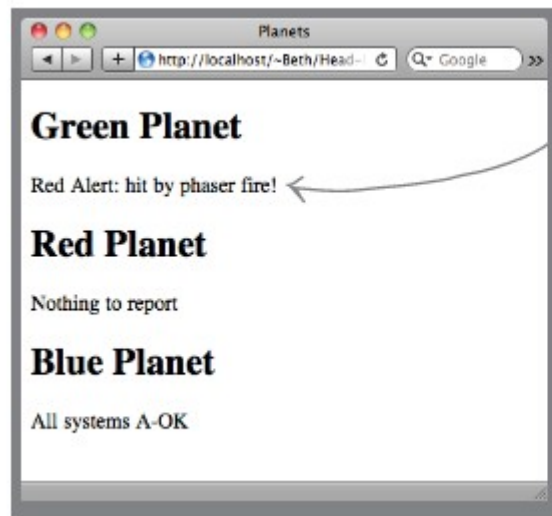 Planets
http://localhost/~Beth/Head-
Google
Green Planet
Red Alert: hit by phaser fire!
Red Planet
Nothing to report
Blue Planet
All systems A-OK